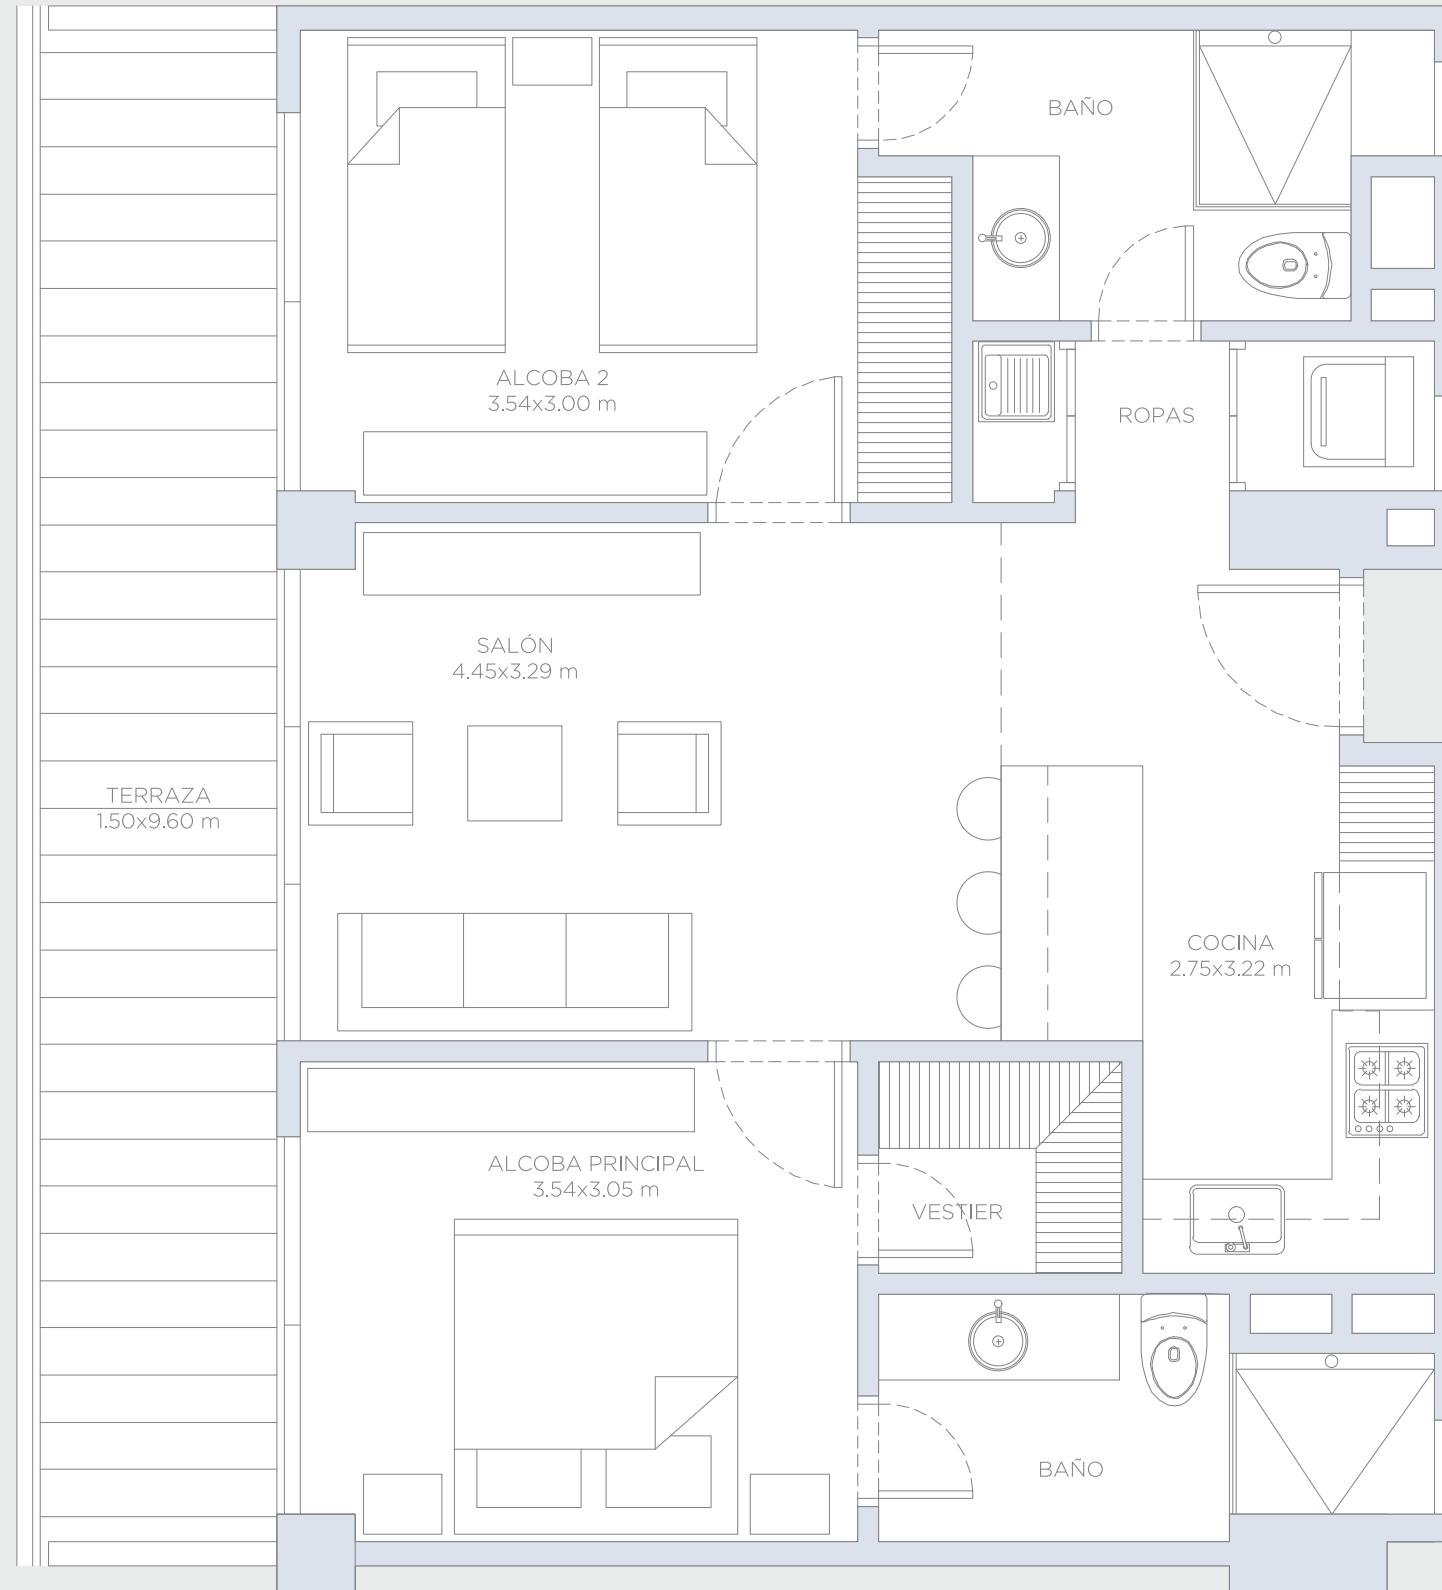 BAÑO
ALCOBA 2
3.54x3.00 m
ROPAS
SALÓN
4.45x3.29 m
TERRAZA
1.50x9.60 m
COCINA
2.75x3.22 m
ALCOBA PRINCIPAL
3.54x3.05 m
VESTIER
BAÑO